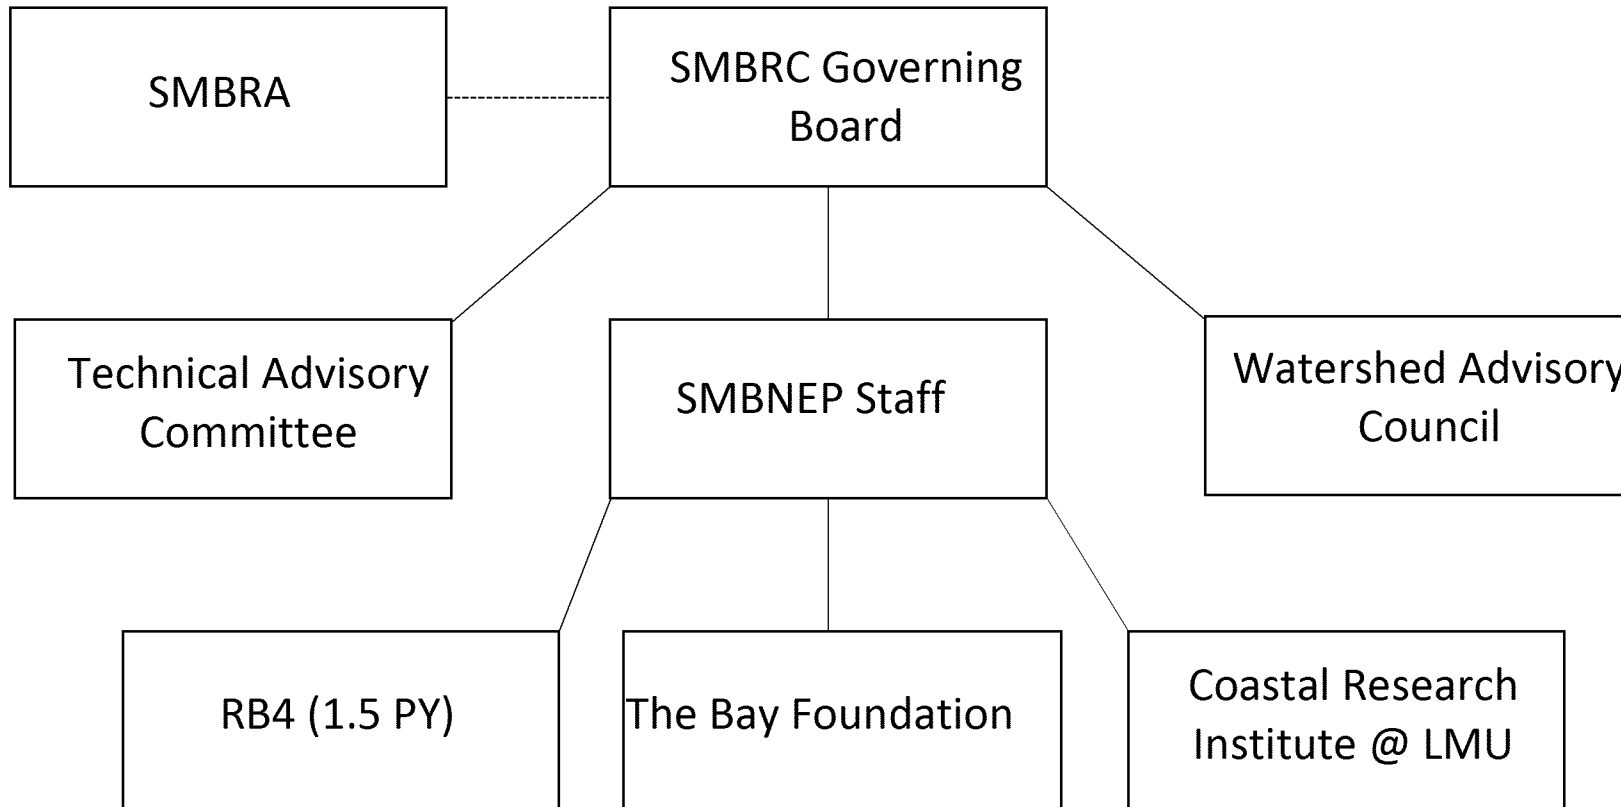 SMBRA
SMBRC Governing
Board
Technical Advisory
Committee
SMBNEP Staff
Watershed Advisory
Council
RB4 (1.5 PY)
The Bay Foundation
Coastal Research
Institute @ LMU